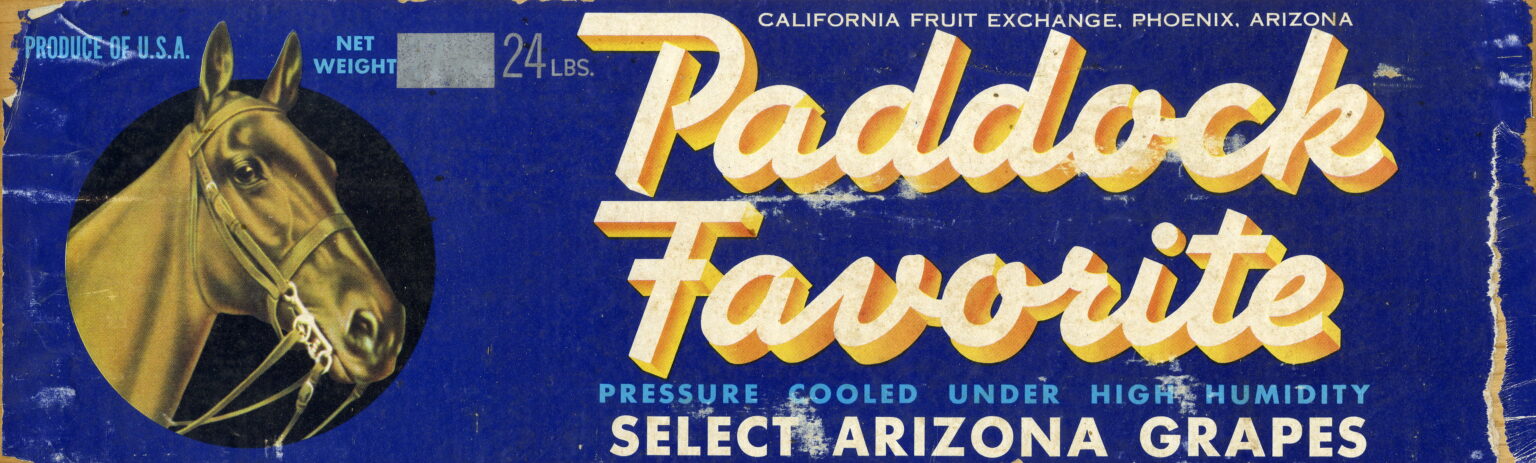 PRODUCE OF U.S.A.
NET
WEIGHT 24 LBS.
CALIFORNIA FRUIT EXCHANGE, PHOENIX, ARIZONA
Paddock
Favorite
PRESSURE COOLED UNDER HIGH HUMIDITY
SELECT ARIZONA GRAPES